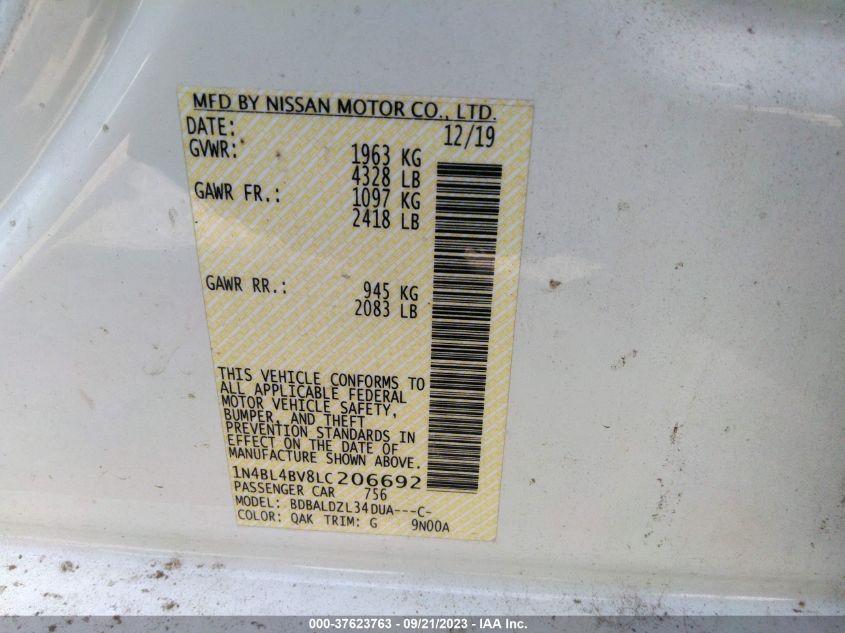 MFD BY NISSAN MOTOR CO., LTD.
DATE: 12/19
GVWR: 1963 KG
4328 LB
GAWR FR.: 1097 KG
2418 LB
GAWR RR.: 945 KG
2083 LB
THIS VEHICLE CONFORMS TO
ALL APPLICABLE FEDERAL
MOTOR VEHICLE SAFETY,
BUMPER, AND THEFT
PREVENTION STANDARDS IN
EFFECT ON THE DATE OF
MANUFACTURE SHOWN ABOVE.
1N4BL4BV8LC206692
PASSENGER CAR 756
MODEL: BDBALDZL34DUA---C-
COLOR: QAK TRIM: G 9N00A
000-37623763 - 09/21/2023 - IAA Inc.